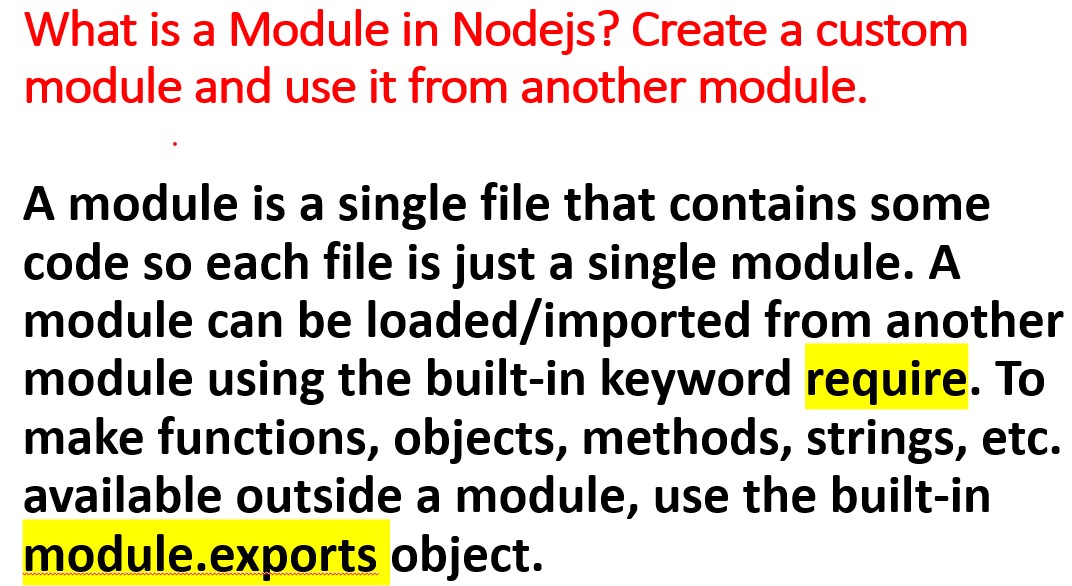 What is a Module in Nodejs? Create a custom
module and use it from another module.
A module is a single file that contains some
code so each file is just a single module. A
module can be loaded/imported from another
module using the built-in keyword require. To
make functions, objects, methods, strings, etc.
available outside a module, use the built-in
module.exports object.